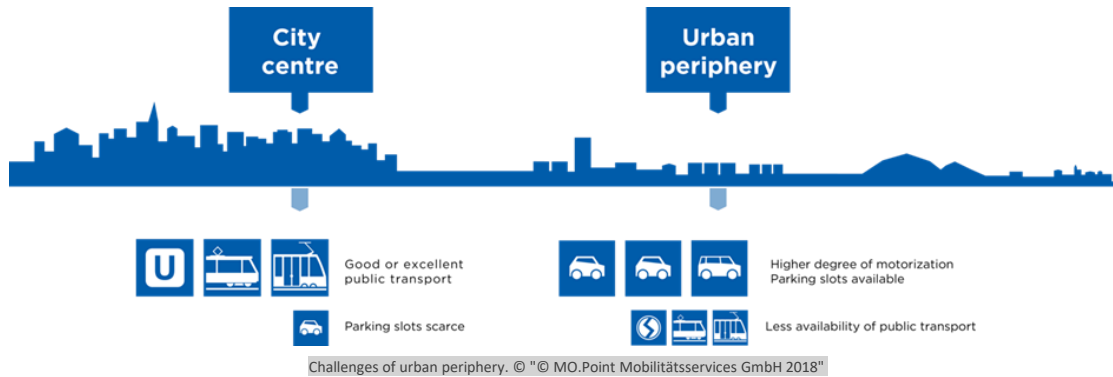 City
centre
Urban
periphery
U
Good or excellent
public transport
Parking slots scarce
Higher degree of motorization
Parking slots available
S
Less availability of public transport
Challenges of urban periphery. © "© MO.Point Mobilitätsservices GmbH 2018"